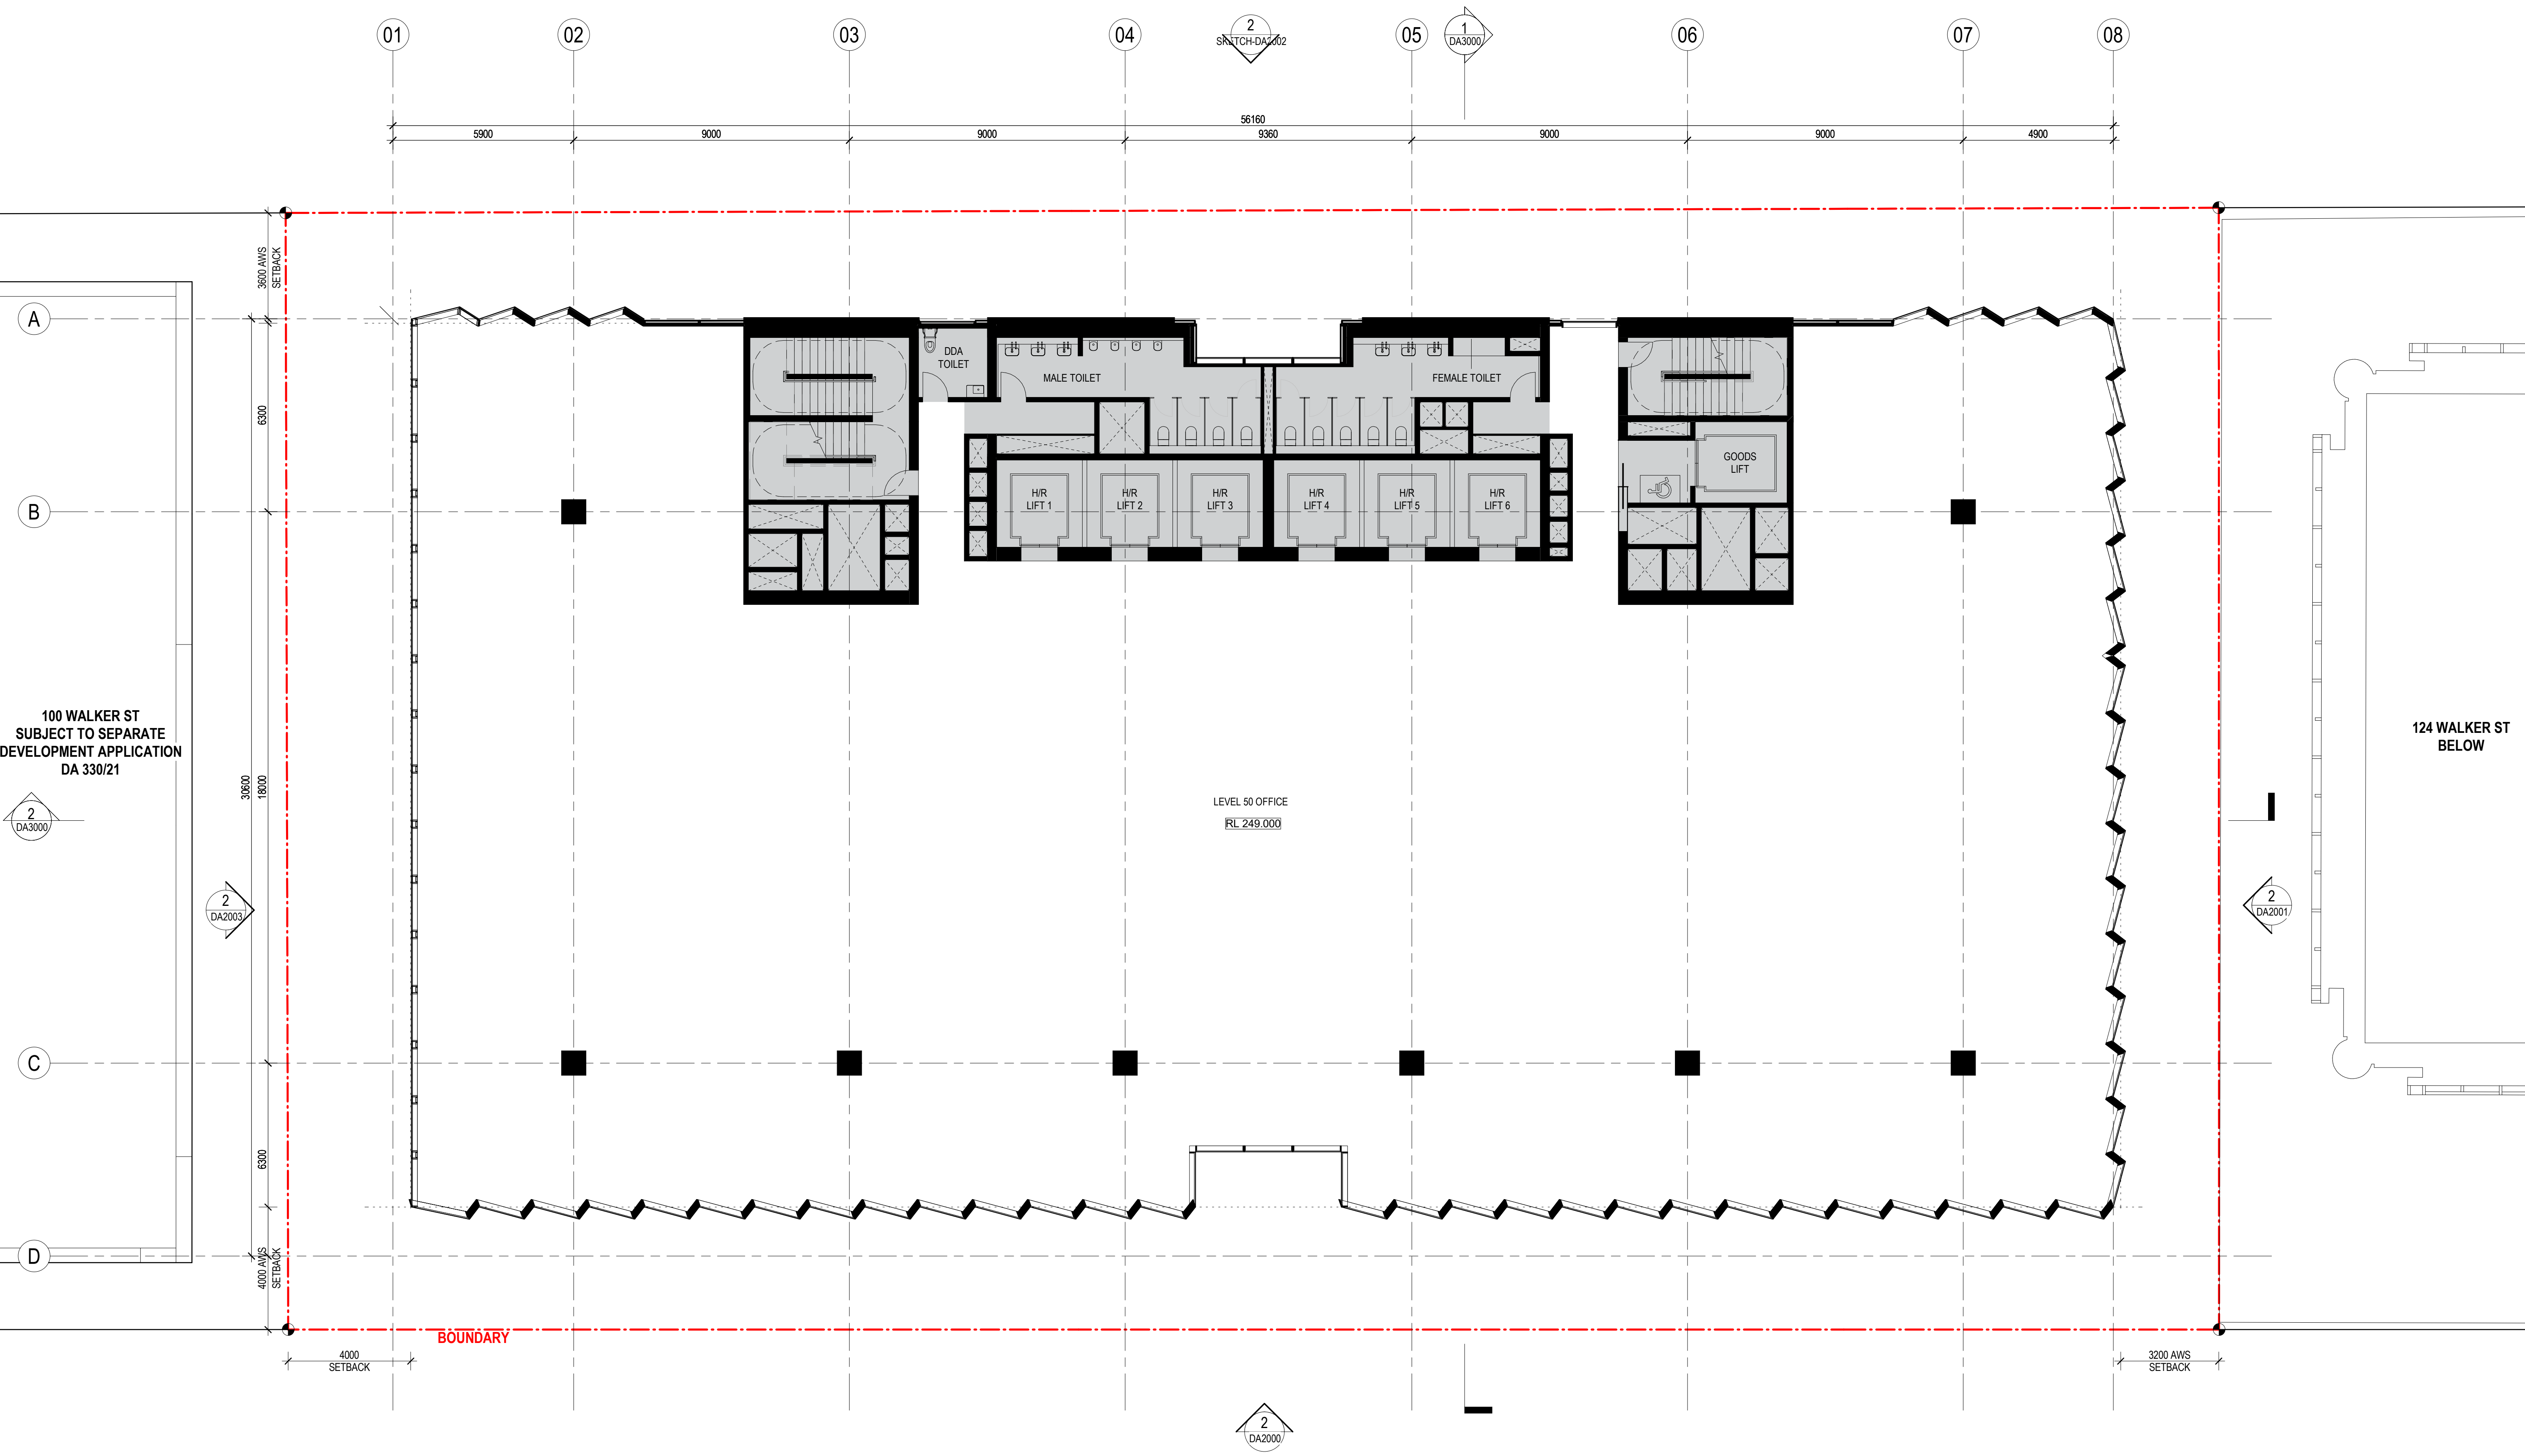 01
02
03
04
05
06
07
08
2
SKETCH-DA2002
1
DA3000
56160
5900
9000
9000
9360
9000
9000
4900
3600 AWS
SETBACK
A
B
C
D
6300
18000
30600
6300
4000 AWS
SETBACK
DDA
TOILET
MALE TOILET
FEMALE TOILET
GOODS
LIFT
H/R
LIFT 1
H/R
LIFT 2
H/R
LIFT 3
H/R
LIFT 4
H/R
LIFT 5
H/R
LIFT 6
100 WALKER ST
SUBJECT TO SEPARATE
DEVELOPMENT APPLICATION
DA 330/21
124 WALKER ST
BELOW
LEVEL 50 OFFICE
RL 249.000
2
DA3000
2
DA2003
2
DA2001
BOUNDARY
4000
SETBACK
3200 AWS
SETBACK
2
DA2000